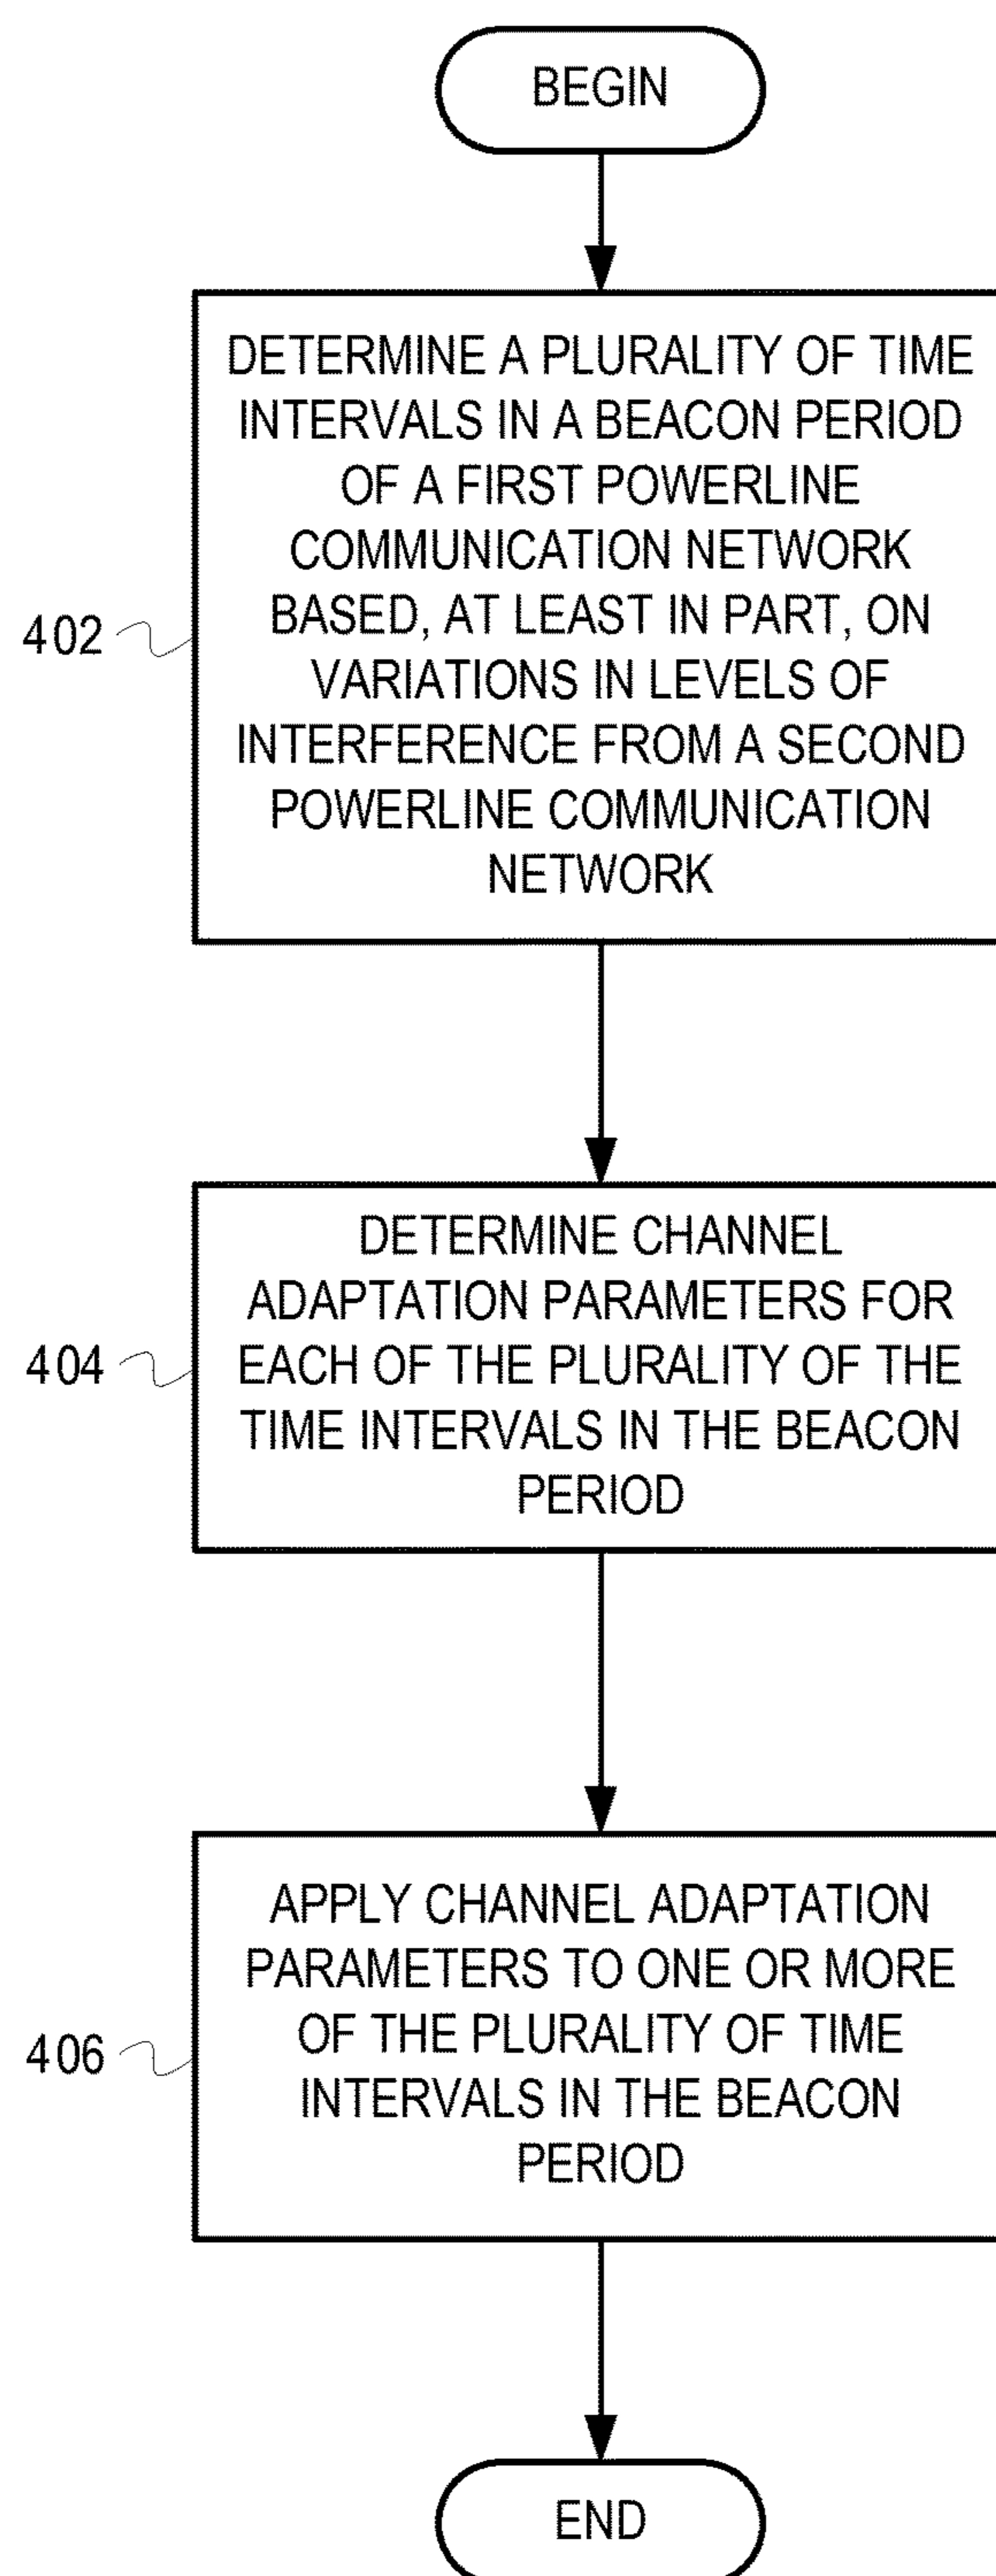 BEGIN
DETERMINE A PLURALITY OF TIME
INTERVALS IN A BEACON PERIOD
OF A FIRST POWERLINE
COMMUNICATION NETWORK
BASED, AT LEAST IN PART, ON
VARIATIONS IN LEVELS OF
INTERFERENCE FROM A SECOND
POWERLINE COMMUNICATION
NETWORK
402
DETERMINE CHANNEL
ADAPTATION PARAMETERS FOR
EACH OF THE PLURALITY OF THE
TIME INTERVALS IN THE BEACON
PERIOD
404
APPLY CHANNEL ADAPTATION
PARAMETERS TO ONE OR MORE
OF THE PLURALITY OF TIME
INTERVALS IN THE BEACON
PERIOD
406
END